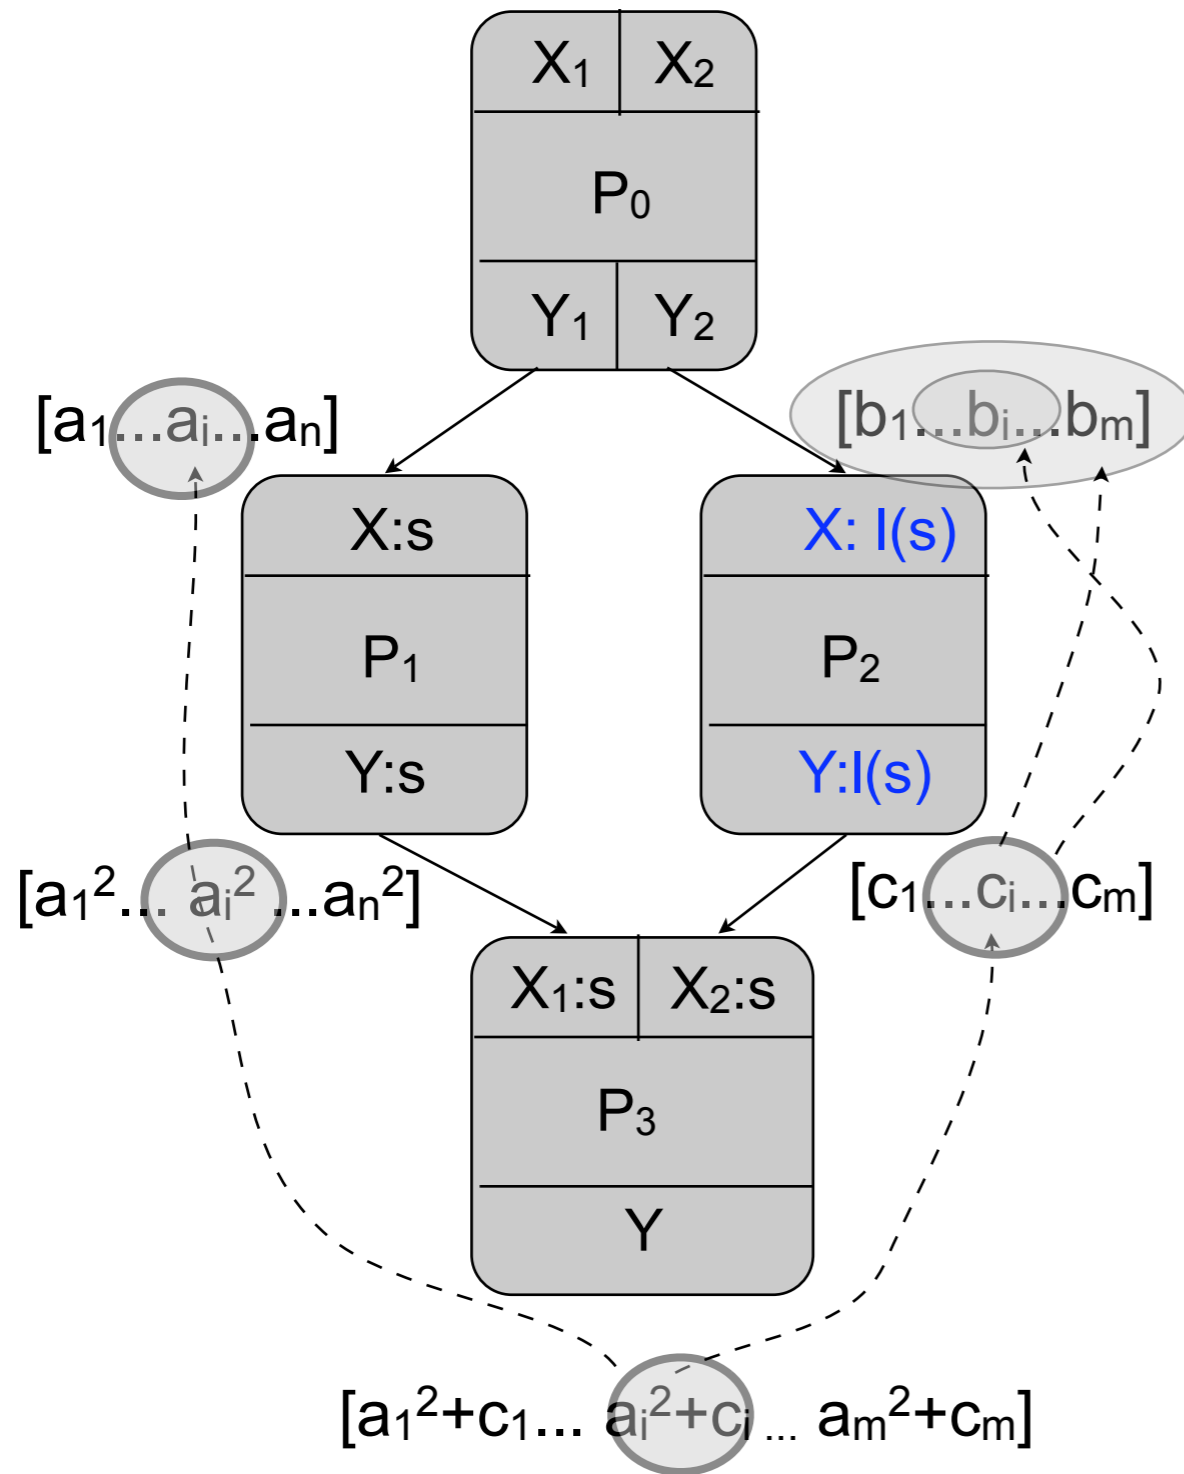 X₁ X₂
P₀
Y₁ Y₂
[a₁...aᵢ...aₙ]
[b₁...bᵢ...bₘ]
X:s
X: I(s)
P₁
P₂
Y:s
Y:I(s)
[a₁²... aᵢ² ...aₙ²]
[c₁...cᵢ...cₘ]
X₁:s X₂:s
P₃
Y
[a₁²+c₁... aᵢ²+cᵢ ... aₘ²+cₘ]